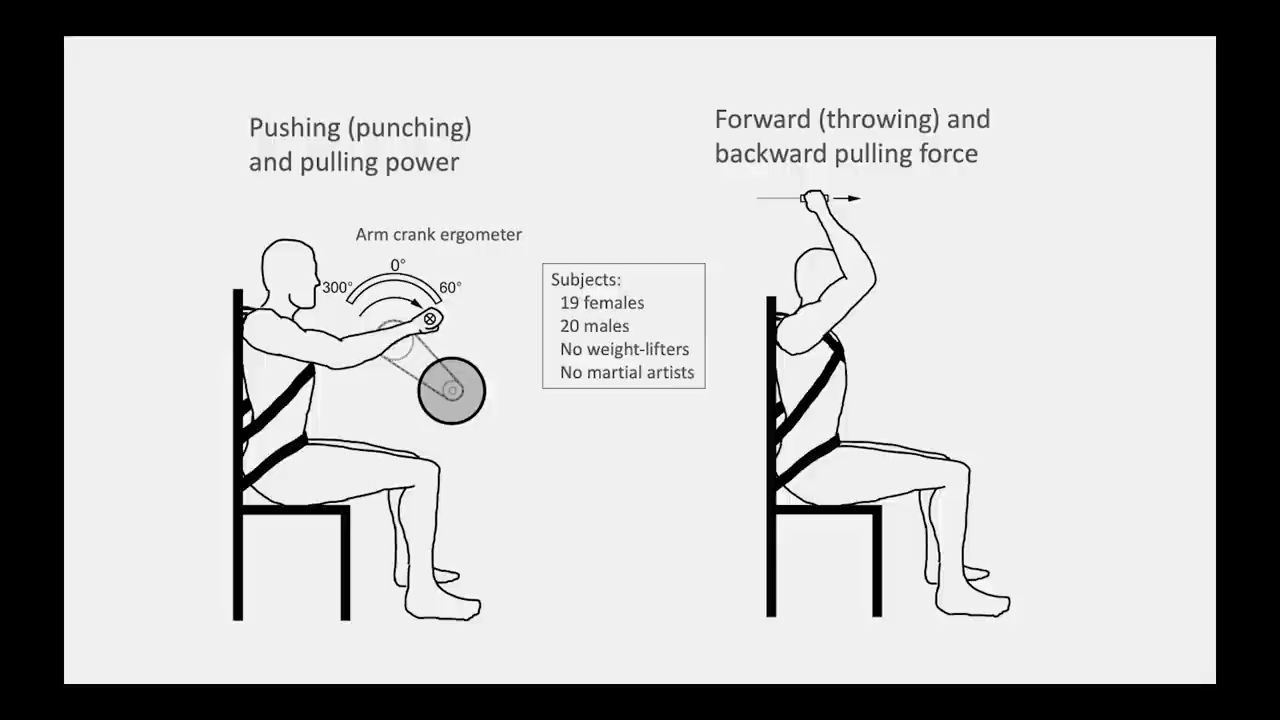 Pushing (punching)
and pulling power
Forward (throwing) and
backward pulling force
Arm crank ergometer
0°
300°
60°
Subjects:
19 females
20 males
No weight-lifters
No martial artists